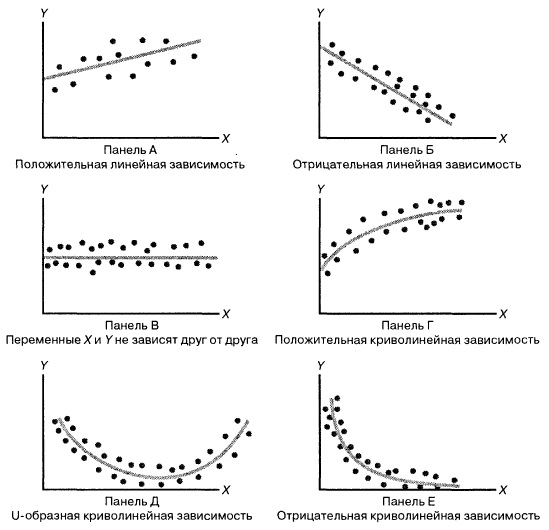 Y
Y
X
X
Панель А
Панель Б
Положительная линейная зависимость
Отрицательная линейная зависимость
Y
Y
X
X
Панель В
Панель Г
Переменные X и Y не зависят друг от друга
Положительная криволинейная зависимость
Y
Y
X
X
Панель Д
Панель Е
U-образная криволинейная зависимость
Отрицательная криволинейная зависимость